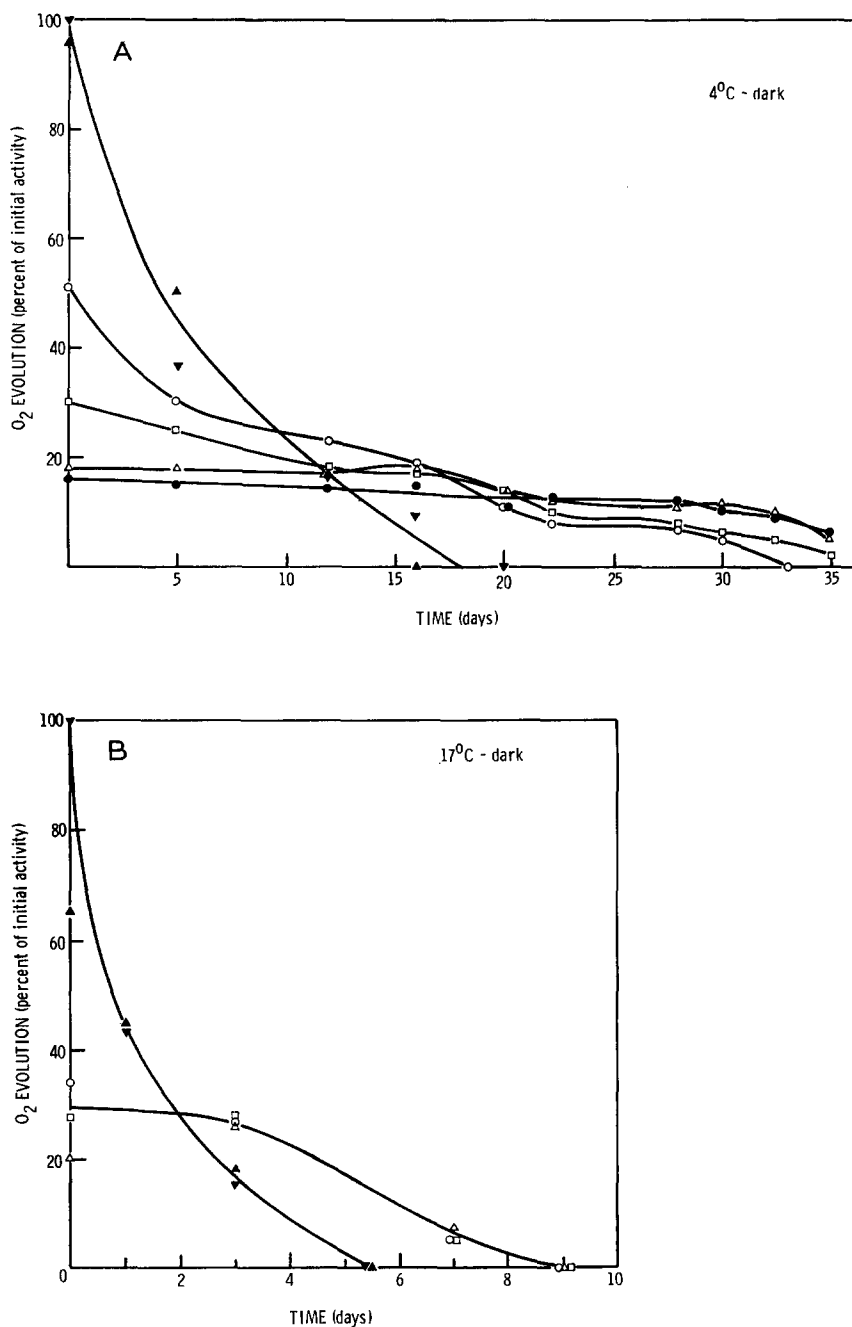 A
4°C - dark
100
80
60
40
20
O2 EVOLUTION (percent of initial activity)
5 10 15 20 25 30 35
TIME (days)
B
17°C - dark
100
80
60
40
20
O2 EVOLUTION (percent of initial activity)
0 2 4 6 8 10
TIME (days)